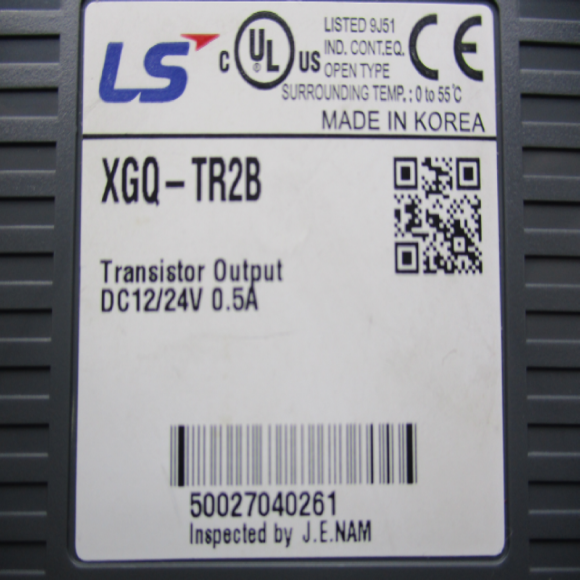 LS
C UL ® US
LISTED 9J51
IND. CONT.EQ.
OPEN TYPE
CE
SURROUNDING TEMP. : 0 to 55℃
MADE IN KOREA
XGQ-TR2B
Transistor Output
DC12/24V 0.5A
50027040261
Inspected by J.E.NAM